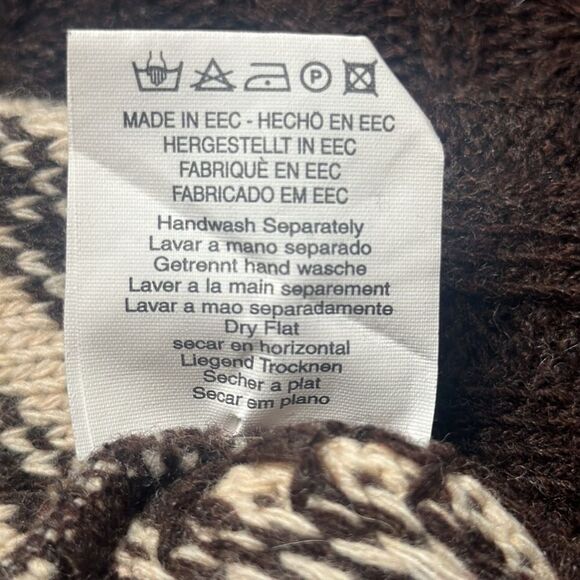 P
MADE IN EEC - HECHO EN EEC
HERGESTELLT IN EEC
FABRIQUÈ EN EEC
FABRICADO EM EEC
Handwash Separately
Lavar a mano separado
Getrennt hand wasche
Laver a la main separement
Lavar a mao separadamente
Dry Flat
secar en horizontal
Liegend Trocknen
Secher a plat
Secar em plano